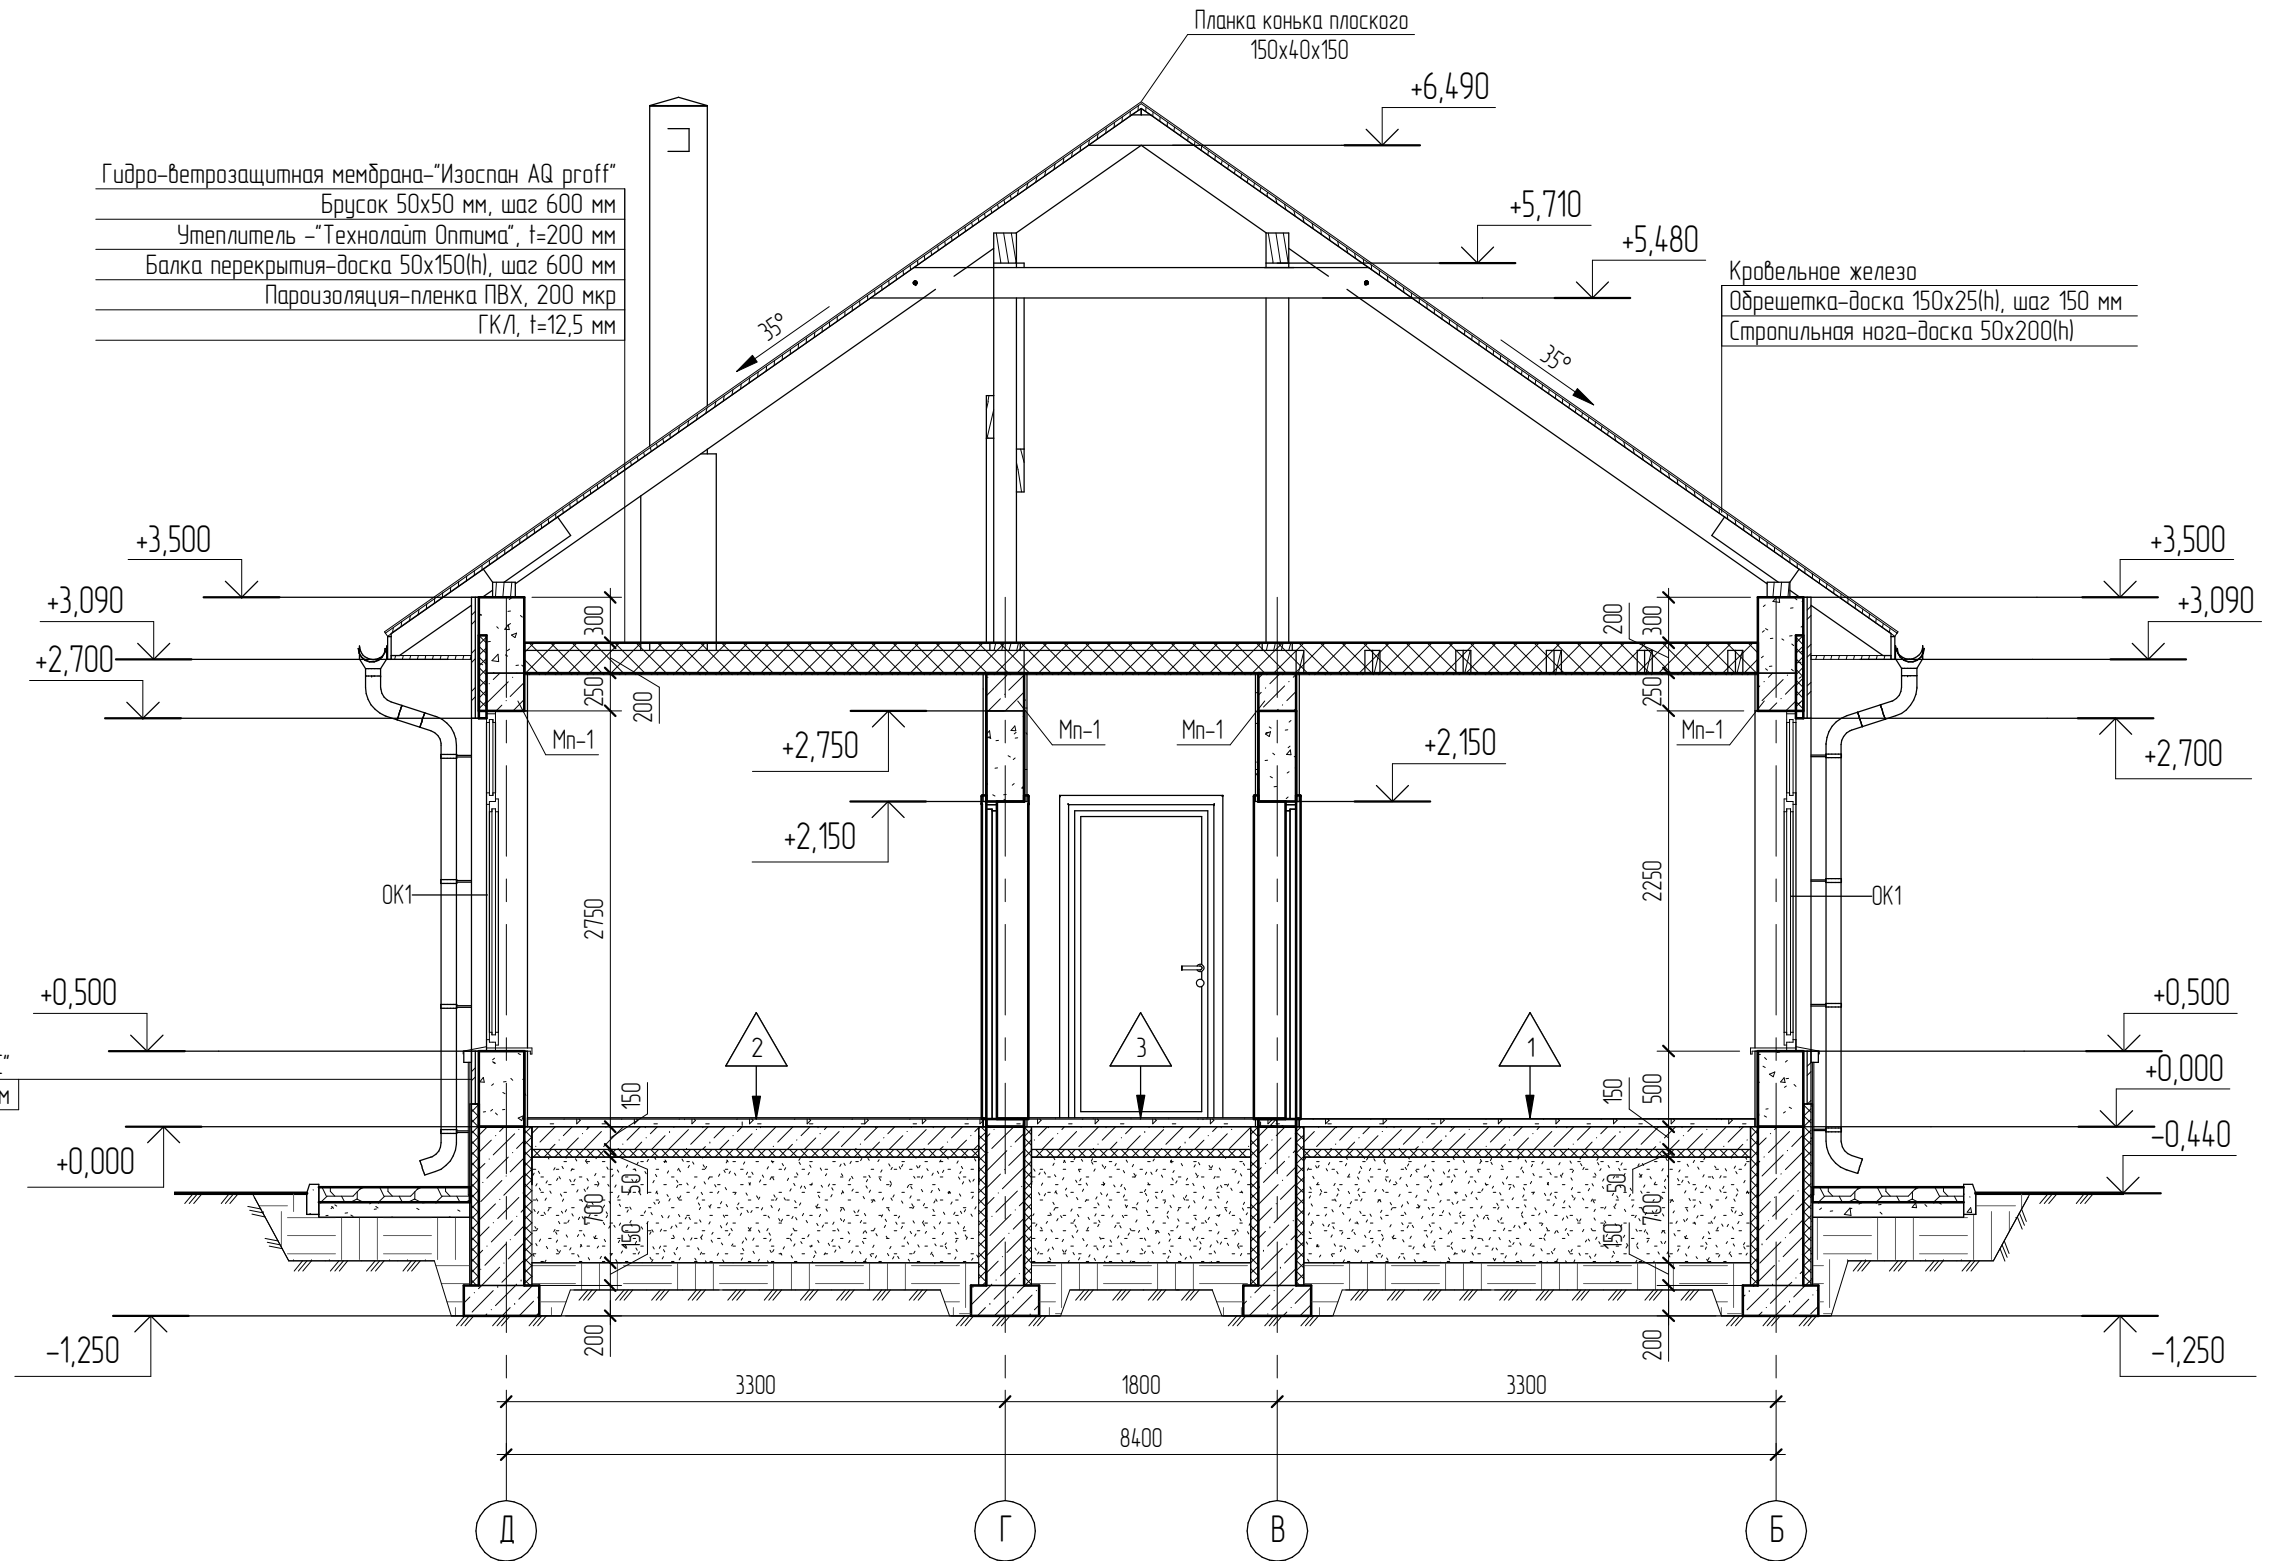 Планка конька плоского
150х40х150
+6,490
+5,710
+5,480
Гидро-ветрозащитная мембрана-"Изоспан AQ proff"
Брусок 50х50 мм, шаг 600 мм
Утеплитель -"Технолайт Оптима", t=200 мм
Балка перекрытия-доска 50х150(h), шаг 600 мм
Пароизоляция-пленка ПВХ, 200 мкр
ГКЛ, t=12,5 мм
Кровельное железо
Обрешетка-доска 150х25(h), шаг 150 мм
Стропильная нога-доска 50х200(h)
35°
35°
+3,500
+3,090
+2,700
+3,500
+3,090
+2,700
300
250
200
200
300
250
Мп-1
Мп-1
Мп-1
Мп-1
+2,750
+2,150
+2,150
ОК1
2750
2250
ОК1
+0,500
+0,000
+0,500
+0,000
-0,440
"
м
2
3
1
150
50
700
150
200
150
500
50
700
150
200
-1,250
-1,250
3300
1800
3300
8400
Д
Г
В
Б